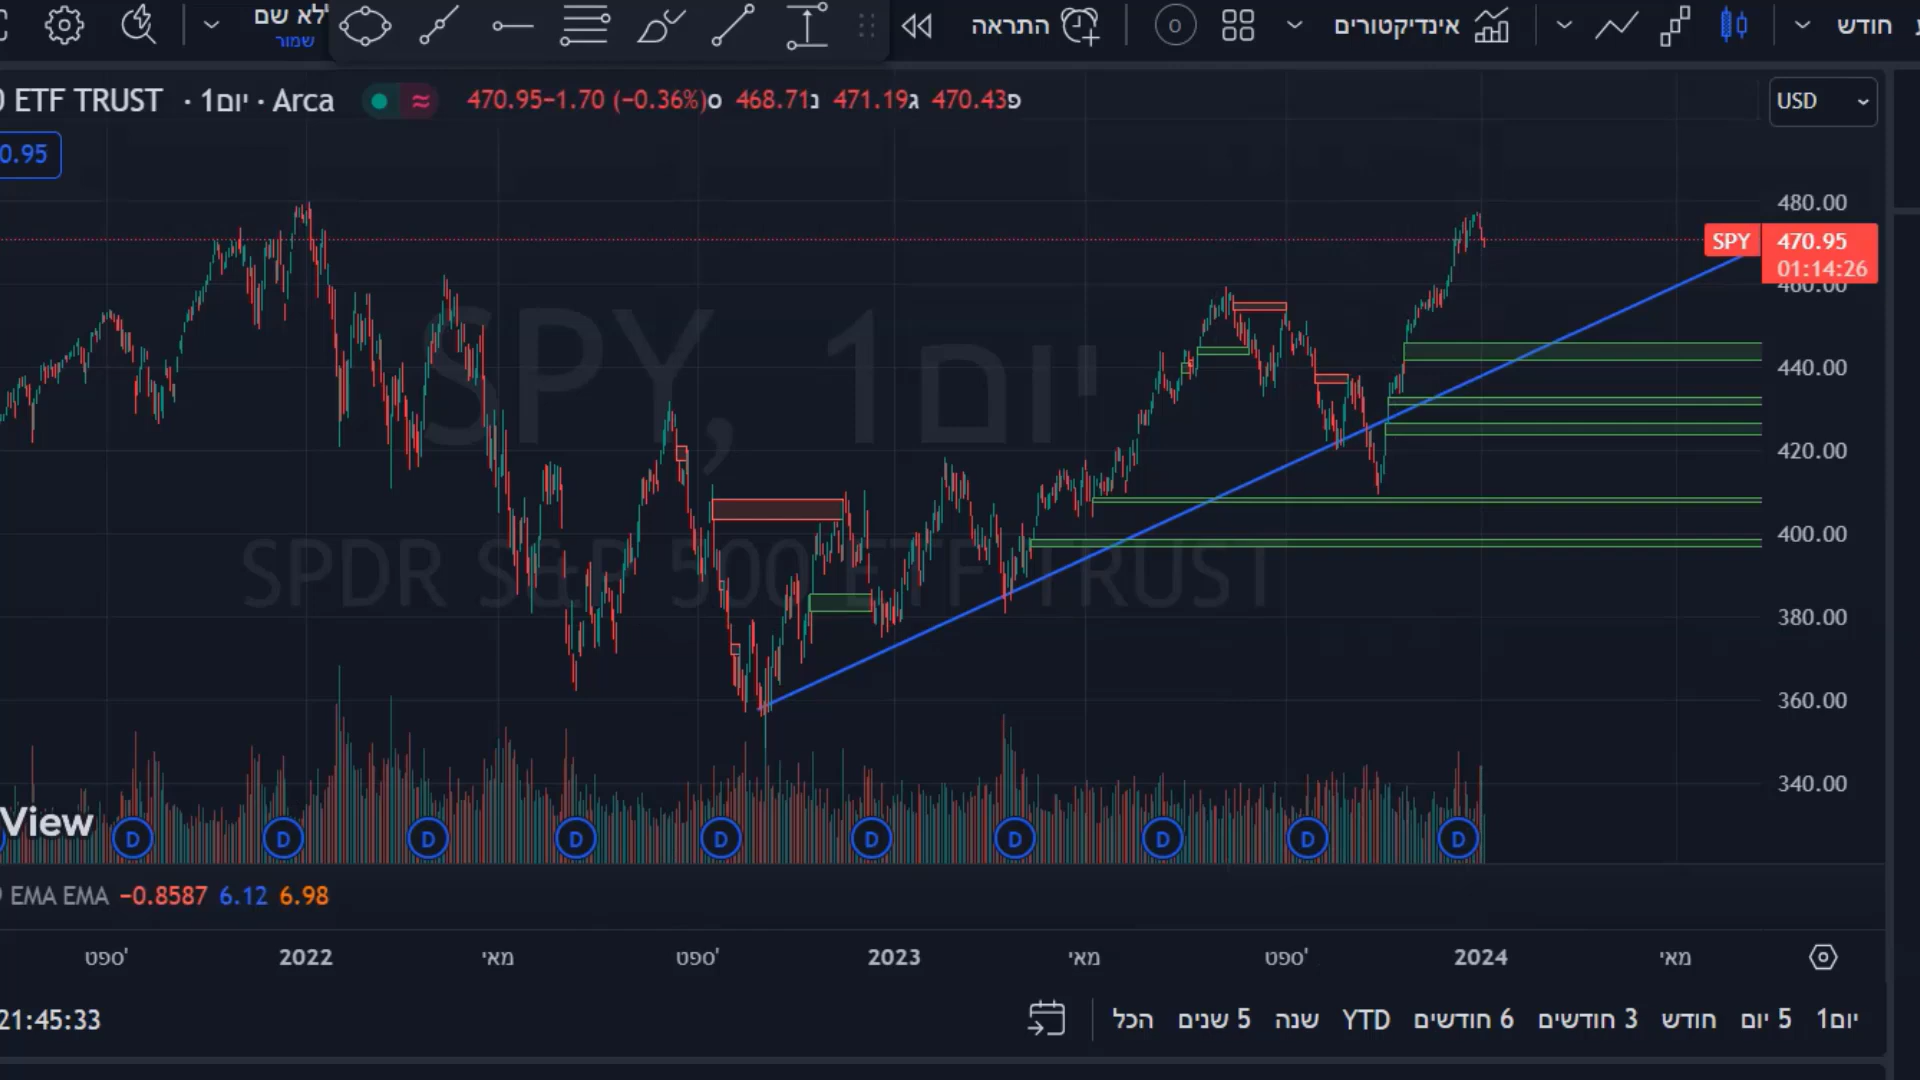 לא שם'
שמור
התראה
אינדיקטורים
חודש
ETF TRUST · 1יום · Arca
470.95−1.70 (−0.36%)ס 468.71נ 471.19ג 470.43פ
USD
0.95
480.00
SPY 470.95
01:14:26
460.00
440.00
420.00
400.00
380.00
360.00
340.00
SPY, 1יום
SPDR S&P 500 ETF TRUST
View
D D D D D D D D D D
EMA EMA −0.8587 6.12 6.98
ספט' 2022 מאי ספט' 2023 מאי ספט' 2024 מאי
21:45:33
1יום 5 יום חודש 3 חודשים 6 חודשים YTD שנה 5 שנים הכל